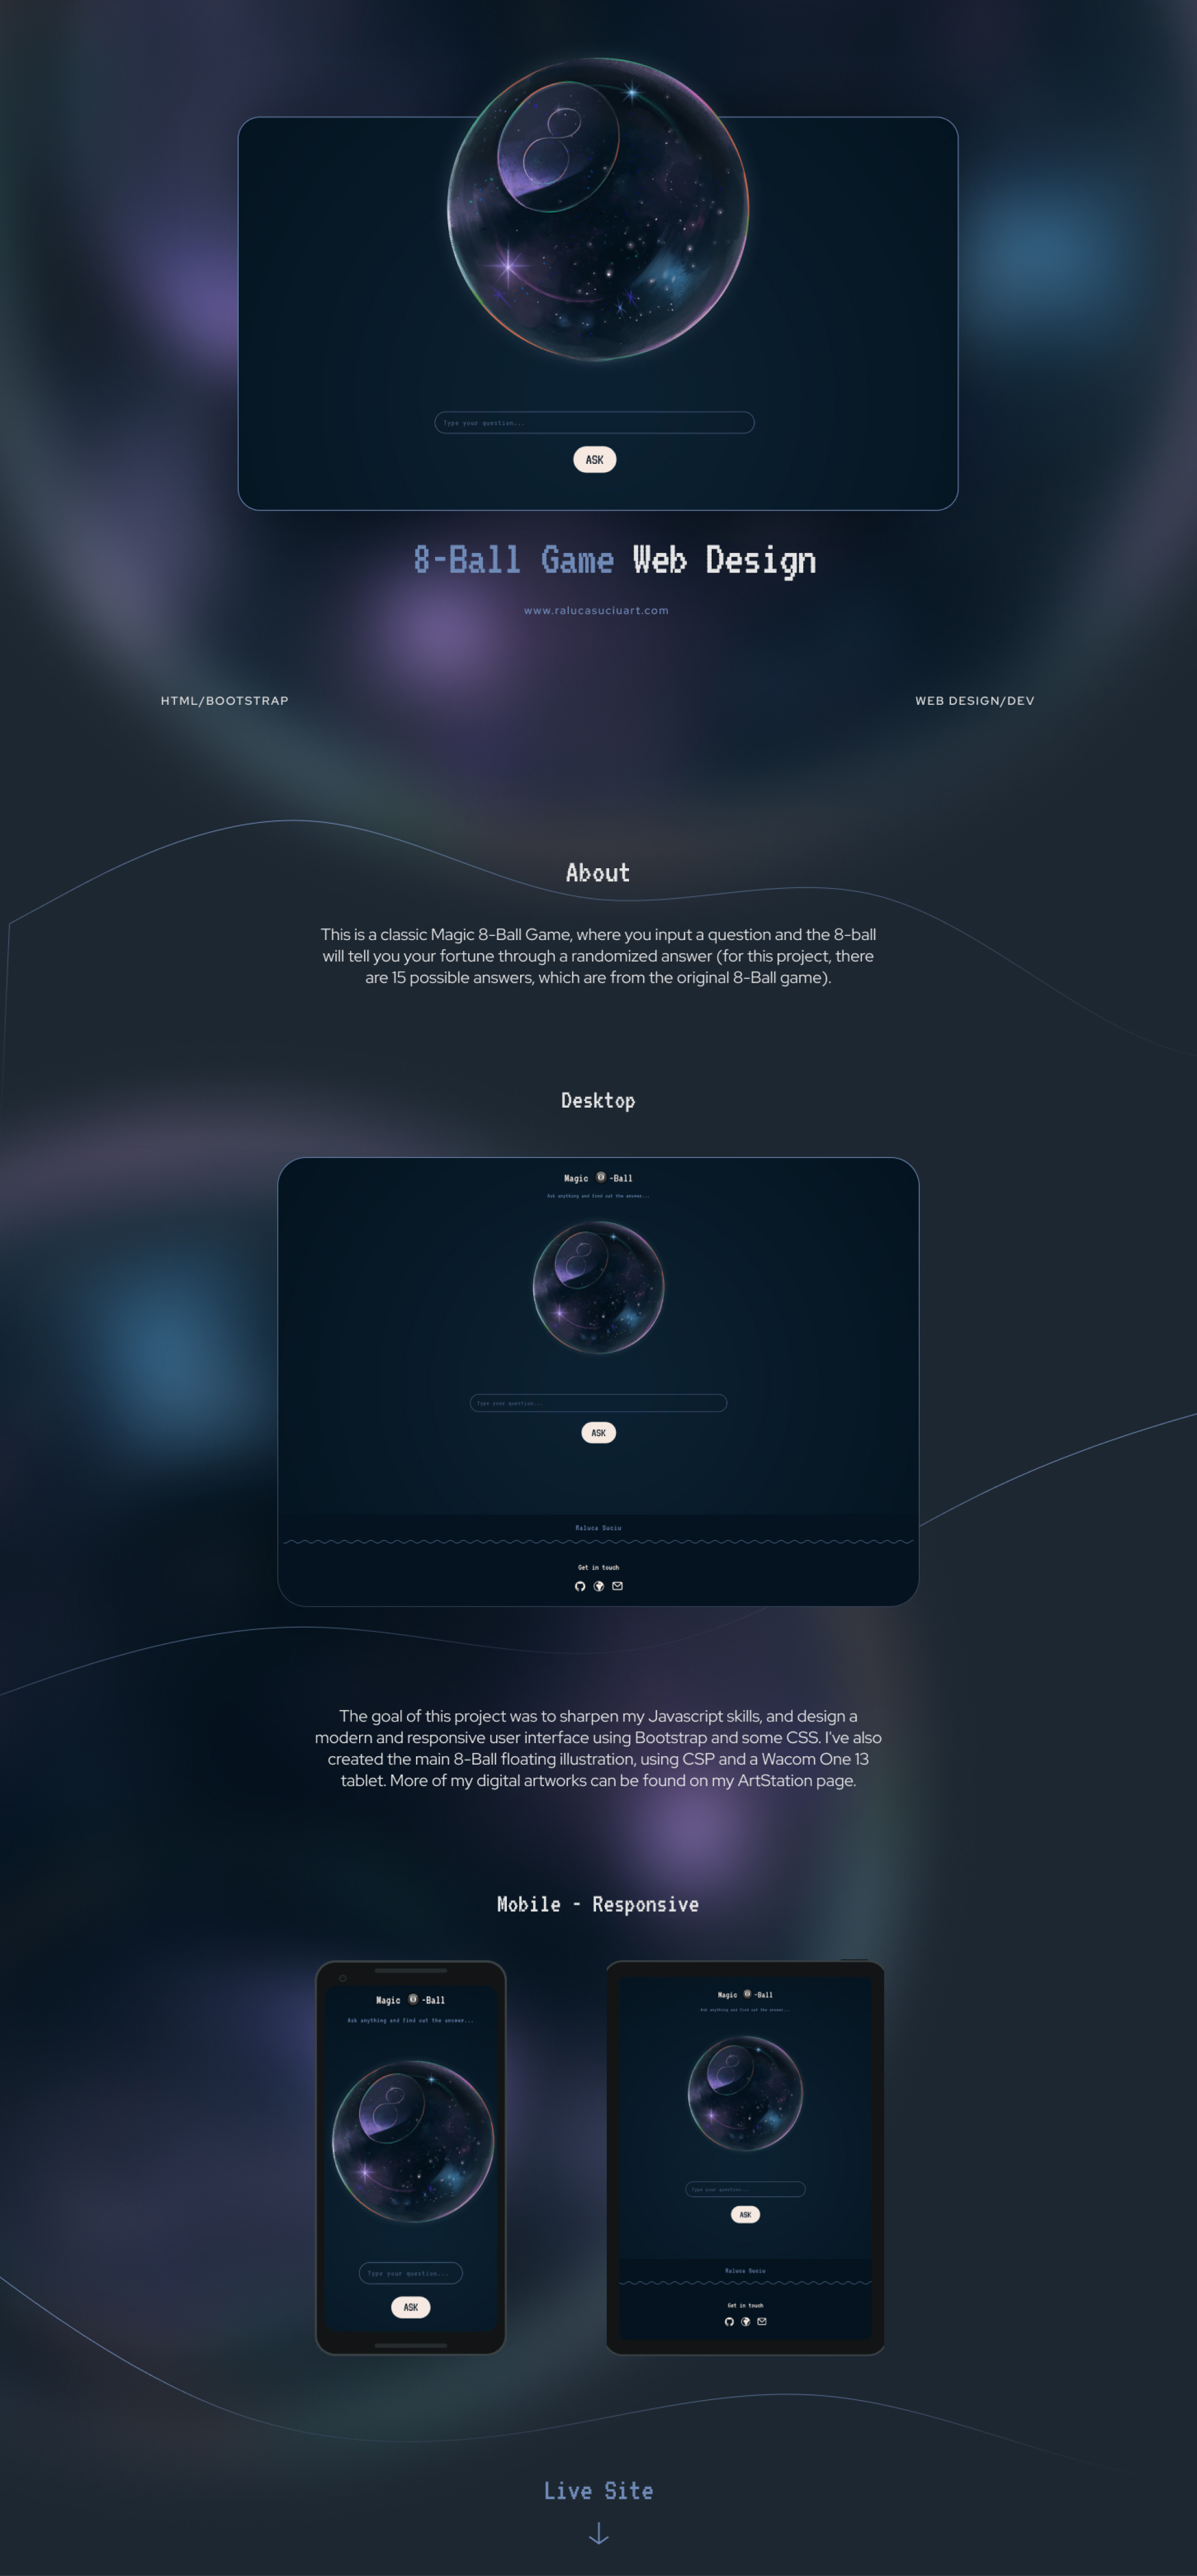 8
Type your question...
ASK
8-Ball Game Web Design
www.ralucasuciuart.com
HTML/BOOTSTRAP
WEB DESIGN/DEV
About
This is a classic Magic 8-Ball Game, where you input a question and the 8-ball
will tell you your fortune through a randomized answer (for this project, there
are 15 possible answers, which are from the original 8-Ball game).
Desktop
Magic 8-Ball
Ask anything and find out the answer...
8
Type your question...
ASK
Raluca Suciu
Get in touch
The goal of this project was to sharpen my Javascript skills, and design a
modern and responsive user interface using Bootstrap and some CSS. I've also
created the main 8-Ball floating illustration, using CSP and a Wacom One 13
tablet. More of my digital artworks can be found on my ArtStation page.
Mobile - Responsive
Magic 8-Ball
Ask anything and find out the answer...
8
Type your question...
ASK
Magic 8-Ball
Ask anything and find out the answer...
8
Type your question...
ASK
Raluca Suciu
Get in touch
Live Site